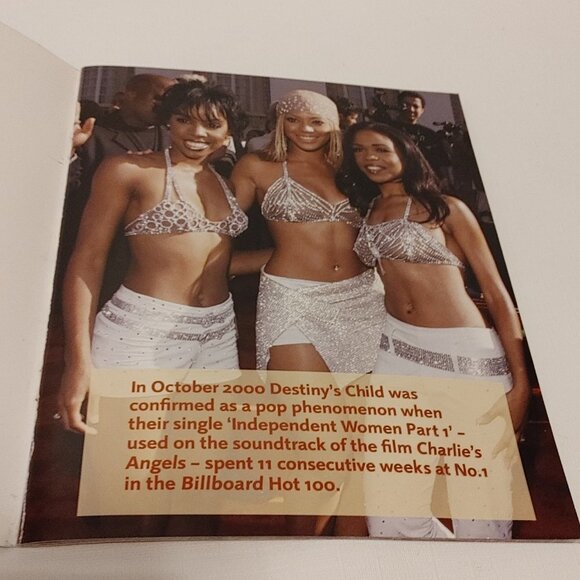 In October 2000 Destiny's Child was
confirmed as a pop phenomenon when
their single 'Independent Women Part 1' –
used on the soundtrack of the film Charlie's
Angels – spent 11 consecutive weeks at No.1
in the Billboard Hot 100.